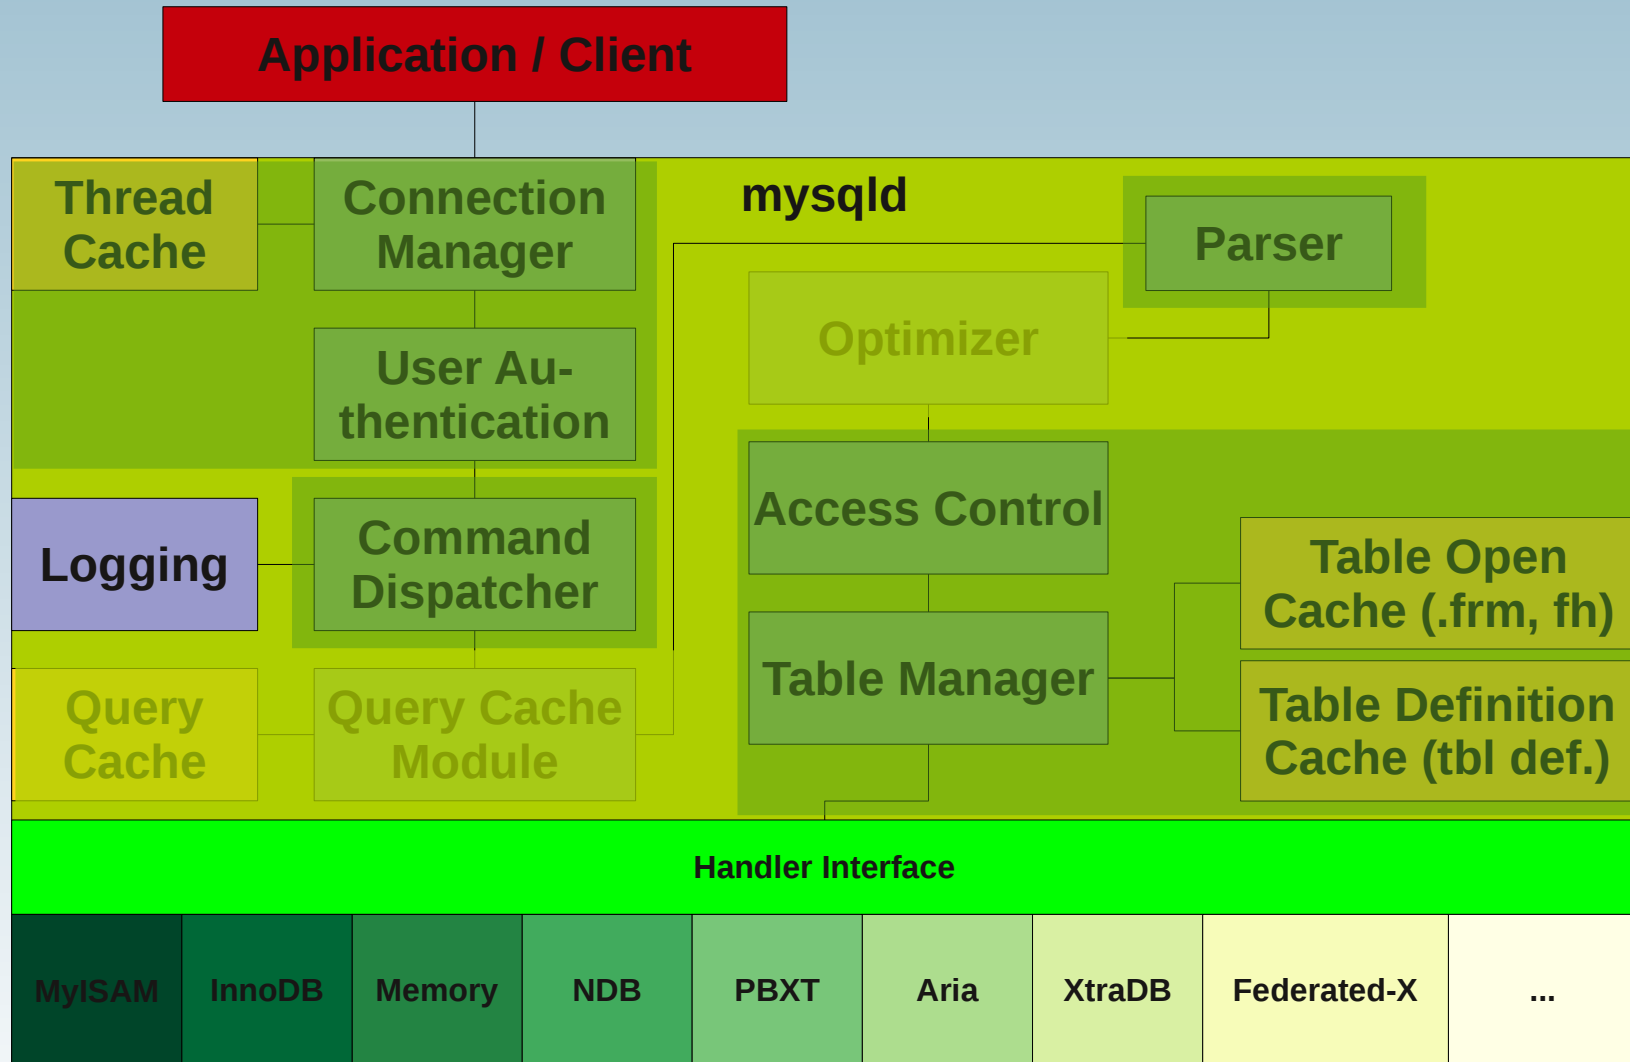 Application / Client
Thread
Cache
Connection
Manager
mysqld
Parser
Optimizer
User Au-
thentication
Access Control
Logging
Command
Dispatcher
Table Open
Cache (.frm, fh)
Table Manager
Query
Cache
Query Cache
Module
Table Definition
Cache (tbl def.)
Handler Interface
MyISAM
InnoDB
Memory
NDB
PBXT
Aria
XtraDB
Federated-X
...